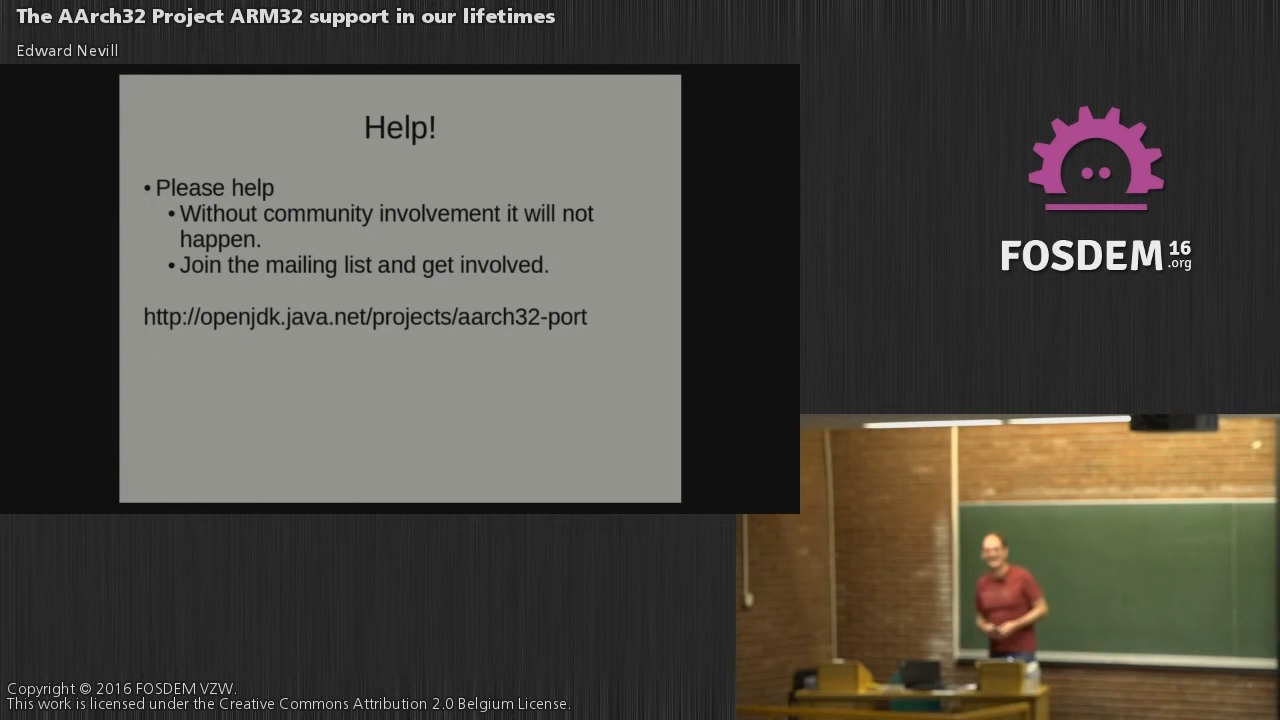 The AArch32 Project ARM32 support in our lifetimes
Edward Nevill
Help!
• Please help
• Without community involvement it will not
happen.
• Join the mailing list and get involved.
http://openjdk.java.net/projects/aarch32-port
FOSDEM 16
.org
Copyright © 2016 FOSDEM VZW.
This work is licensed under the Creative Commons Attribution 2.0 Belgium License.